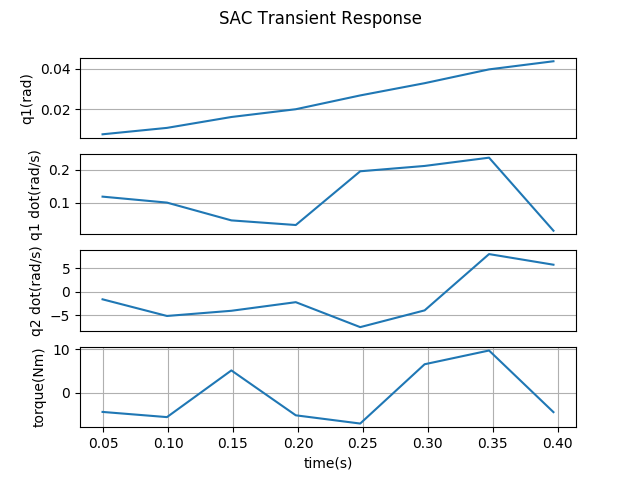 SAC Transient Response
0.04
0.02
q1(rad)
0.2
0.1
q1 dot(rad/s)
5
0
−5
q2 dot(rad/s)
10
0
torque(Nm)
0.05 0.10 0.15 0.20 0.25 0.30 0.35 0.40
time(s)